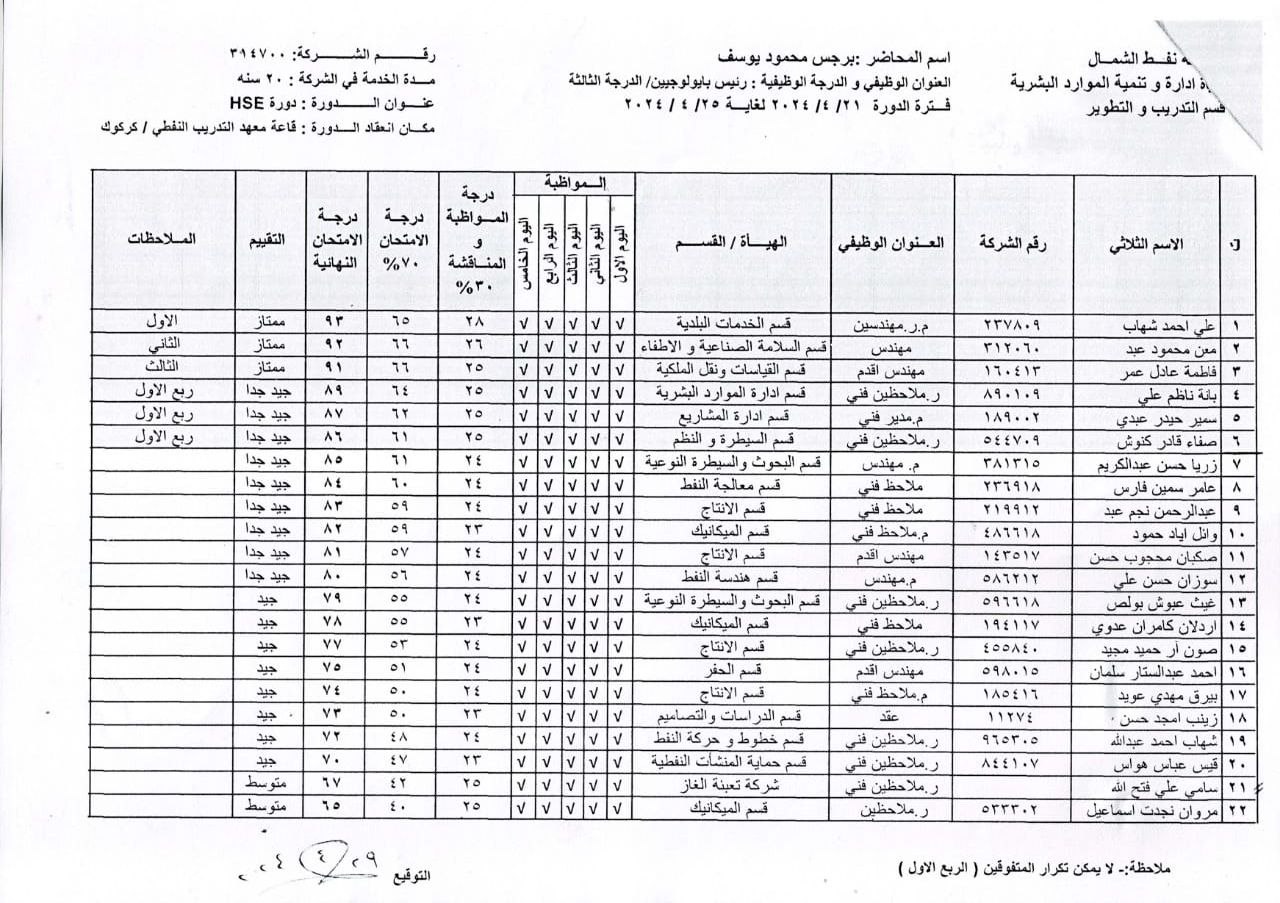 نفط الشمال
ادارة و تنمية الموارد البشرية
قسم التدريب و التطوير
اسم المحاضر :برجس محمود يوسف
العنوان الوظيفي و الدرجة الوظيفية : رئيس بايولوجيين/ الدرجة الثالثة
فترة الدورة ٢٠٢٤/٤/٢١ لغاية ٢٠٢٤/٤/٢٥
رقـــم الشــركة: ٣١٤٧٠٠
مدة الخدمة في الشركة : ٢٠ سنه
عنـوان الـــدورة : دورة HSE
مكان انعقاد الـدورة : قاعة معهد التدريب النفطي / كركوك
ت الاسم الثلاثي رقم الشركة العـنوان الوظيفي الهيـأة / القســم الـمواظبة اليوم الاول اليوم الثاني اليوم الثالث اليوم الرابع اليوم الخامس درجة المـواظبة و المناقشة ٣٠% درجـة الامتحان ٧٠% درجـة الامتحان النهائية التقييم المـلاحظات
١ علي احمد شهاب ٢٣٧٨٠٩ م.ر.مهندسين قسم الخدمات البلدية √ √ √ √ √ ٢٨ ٦٥ ٩٣ ممتاز الاول
٢ معن محمود عبد ٣١٢٠٦٠ مهندس قسم السلامة الصناعية و الاطفاء √ √ √ √ √ ٢٦ ٦٦ ٩٢ ممتاز الثاني
٣ فاطمة عادل عمر ١٦٠٤١٣ مهندس اقدم قسم القياسات ونقل الملكية √ √ √ √ √ ٢٥ ٦٦ ٩١ ممتاز الثالث
٤ بانة ناظم علي ٨٩٠١٠٩ ر.ملاحظين فني قسم ادارة الموارد البشرية √ √ √ √ √ ٢٥ ٦٤ ٨٩ جيد جدا ربع الاول
٥ سمير حيدر عبدي ١٨٩٠٠٢ م.مدير فني قسم ادارة المشاريع √ √ √ √ √ ٢٥ ٦٢ ٨٧ جيد جدا ربع الاول
٦ صفاء قادر كنوش ٥٤٤٧٠٩ ر.ملاحظين فني قسم السيطرة و النظم √ √ √ √ √ ٢٥ ٦١ ٨٦ جيد جدا ربع الاول
٧ زريا حسن عبدالكريم ٣٨١٣١٥ م. مهندس قسم البحوث والسيطرة النوعية √ √ √ √ √ ٢٤ ٦١ ٨٥ جيد جدا
٨ عامر سمين فارس ٢٣٦٩١٨ ملاحظ فني قسم معالجة النفط √ √ √ √ √ ٢٤ ٦٠ ٨٤ جيد جدا
٩ عبدالرحمن نجم عبد ٢١٩٩١٢ ملاحظ فني قسم الانتاج √ √ √ √ √ ٢٤ ٥٩ ٨٣ جيد جدا
١٠ وائل اياد حمود ٤٨٦٦١٨ م.ملاحظ فني قسم الميكانيك √ √ √ √ √ ٢٣ ٥٩ ٨٢ جيد جدا
١١ صكبان محجوب حسن ١٤٣٥١٧ مهندس اقدم قسم الانتاج √ √ √ √ √ ٢٤ ٥٧ ٨١ جيد جدا
١٢ سوزان حسن علي ٥٨٦٢١٢ م.مهندس قسم هندسة النفط √ √ √ √ √ ٢٤ ٥٦ ٨٠ جيد جدا
١٣ غيث عبوش بولص ٥٩٦٦١٨ ر.ملاحظين فني قسم البحوث والسيطرة النوعية √ √ √ √ √ ٢٤ ٥٥ ٧٩ جيد
١٤ اردلان كامران عدوي ١٩٤١١٧ ملاحظ فني قسم الميكانيك √ √ √ √ √ ٢٣ ٥٥ ٧٨ جيد
١٥ صون أر حميد مجيد ٤٥٥٨٤٠ ر.ملاحظين فني قسم الانتاج √ √ √ √ √ ٢٤ ٥٣ ٧٧ جيد
١٦ احمد عبدالستار سلمان ٥٩٨٠١٥ مهندس اقدم قسم الحفر √ √ √ √ √ ٢٤ ٥١ ٧٥ جيد
١٧ بيرق مهدي عويد ١٨٥٤١٦ م.ملاحظ فني قسم الانتاج √ √ √ √ √ ٢٤ ٥٠ ٧٤ جيد
١٨ زينب امجد حسن ١١٢٧٤ عقد قسم الدراسات والتصاميم √ √ √ √ √ ٢٣ ٥٠ ٧٣ جيد
١٩ شهاب احمد عبدالله ٩٦٥٣٠٥ ر.ملاحظين فني قسم خطوط و حركة النفط √ √ √ √ √ ٢٤ ٤٨ ٧٢ جيد
٢٠ قيس عباس هواس ٨٤٤١٠٧ ر.ملاحظين فني قسم حماية المنشأت النفطية √ √ √ √ √ ٢٣ ٤٧ ٧٠ جيد
٢١ سامي علي فتح الله ر.ملاحظين فني شركة تعبئة الغاز √ √ √ √ √ ٢٥ ٤٢ ٦٧ متوسط
٢٢ مروان نجدت اسماعيل ٥٣٣٣٠٢ ر.ملاحظين قسم الميكانيك √ √ √ √ √ ٢٥ ٤٠ ٦٥ متوسط
ملاحظة:- لا يمكن تكرار المتفوقين ( الربع الاول )
التوقيع